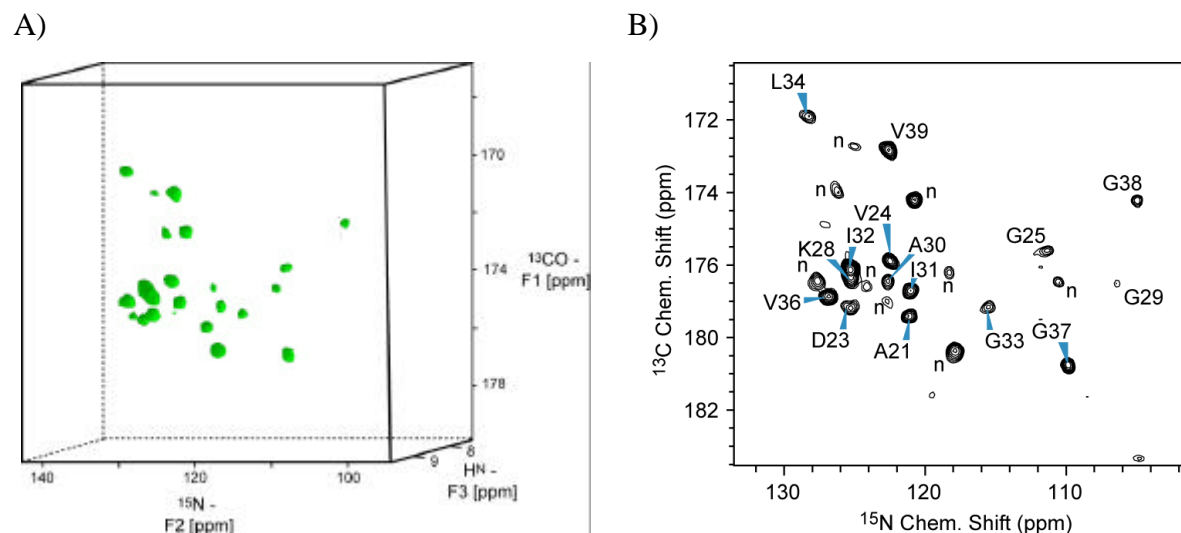 A)
B)
170
174
178
¹³CO -
F1 [ppm]
8
9
Hᴺ -
F3 [ppm]
140
120
100
¹⁵N -
F2 [ppm]
¹³C Chem. Shift (ppm)
172
174
176
178
180
182
L34
n
V39
n
n
G38
V24
I32
K28
A30
G25
n
n
n
I31
n
G29
V36
n
D23
A21
G33
G37
n
130
120
110
¹⁵N Chem. Shift (ppm)